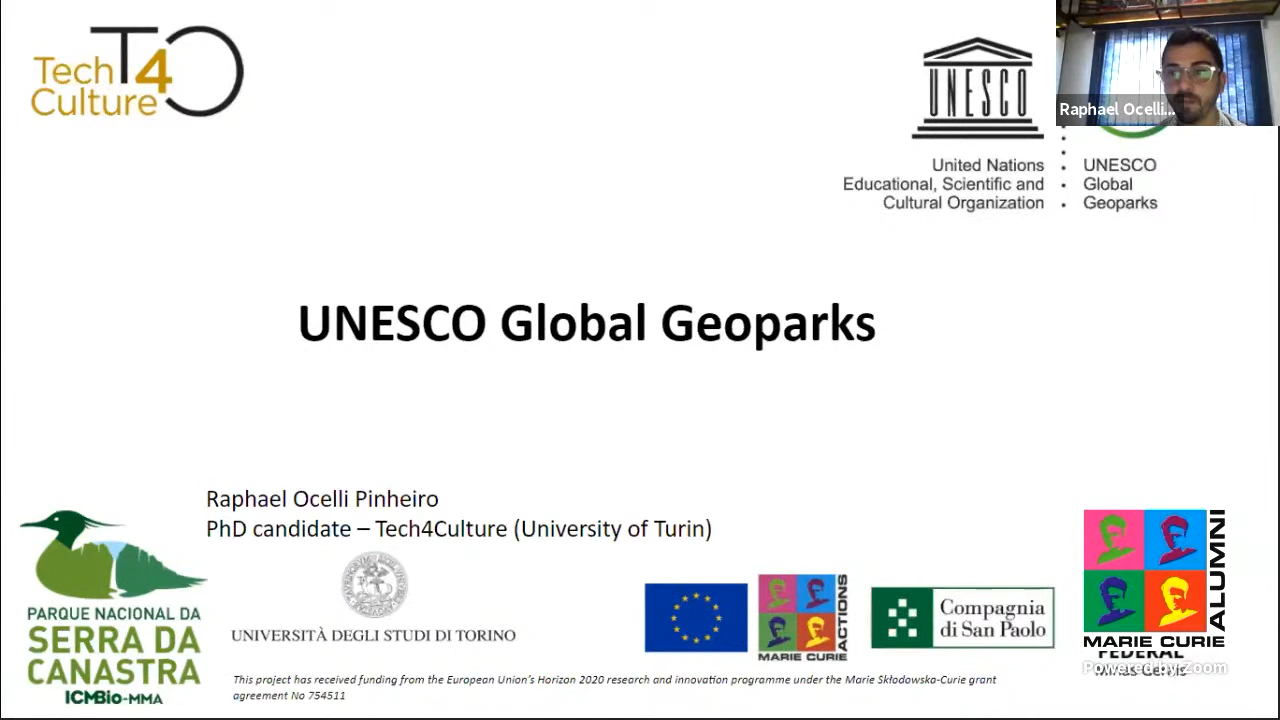 Tech T4C
Culture
UNESCO
Raphael Ocelli...
United Nations
Educational, Scientific and
Cultural Organization
UNESCO
Global
Geoparks
UNESCO Global Geoparks
Raphael Ocelli Pinheiro
PhD candidate – Tech4Culture (University of Turin)
PARQUE NACIONAL DA
SERRA DA
CANASTRA
ICMBio-MMA
UNIVERSITÀ DEGLI STUDI DI TORINO
MARIE CURIE
ACTIONS
Compagnia
di San Paolo
MARIE CURIE
ALUMNI
FEDERAL
Minas Gerais
Powered by Zoom
This project has received funding from the European Union's Horizon 2020 research and innovation programme under the Marie Skłodowska-Curie grant
agreement No 754511